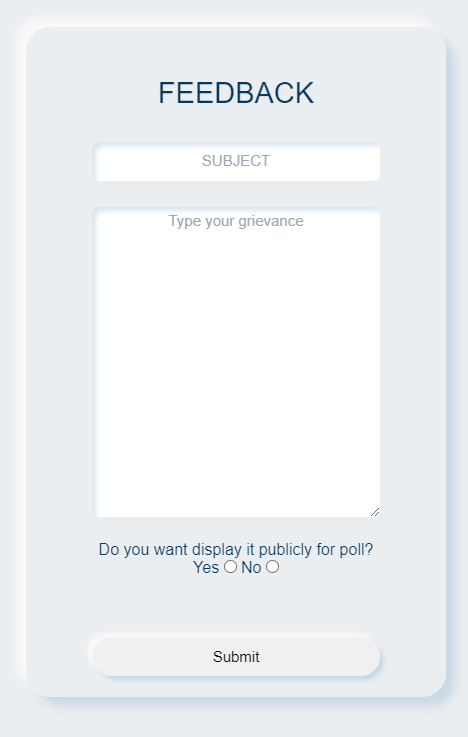 FEEDBACK
SUBJECT
Type your grievance
Do you want display it publicly for poll?
Yes No
Submit